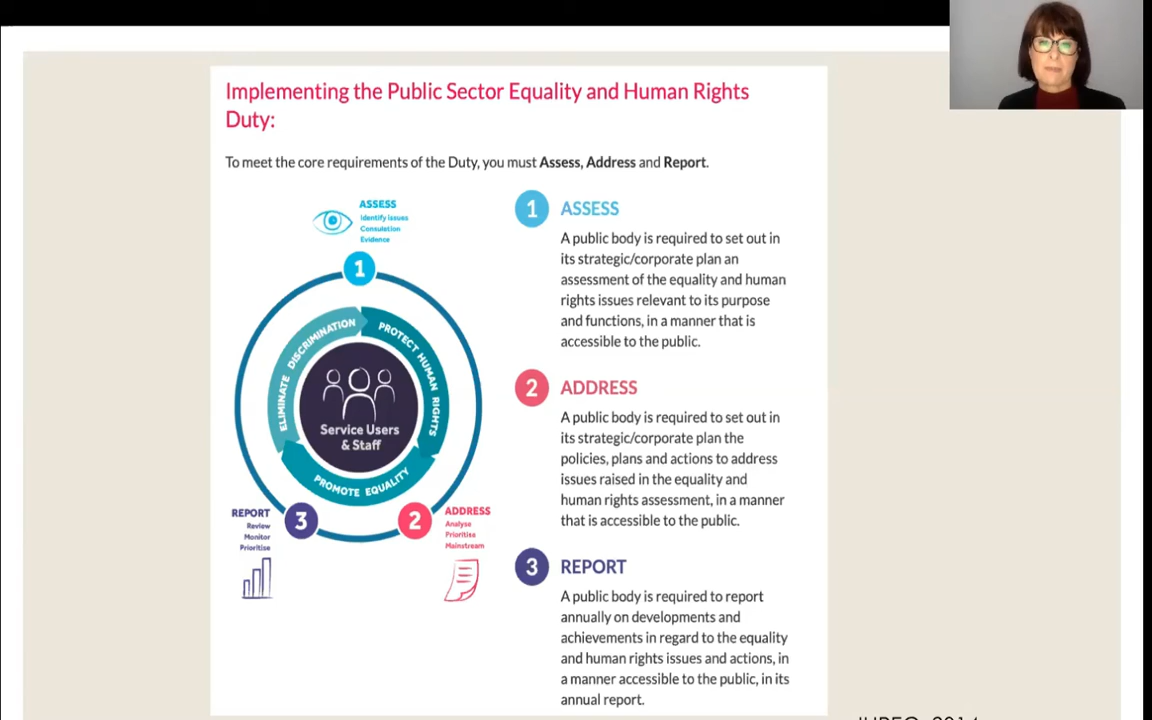 Implementing the Public Sector Equality and Human Rights
Duty:
To meet the core requirements of the Duty, you must Assess, Address and Report.
ASSESS
Identify Issues
Consulation
Evidence
1
ELIMINATE DISCRIMINATION
PROTECT HUMAN RIGHTS
PROMOTE EQUALITY
Service Users
& Staff
REPORT
Review
Monitor
Prioritise
3
2
ADDRESS
Analyse
Prioritise
Mainstream
1 ASSESS
A public body is required to set out in
its strategic/corporate plan an
assessment of the equality and human
rights issues relevant to its purpose
and functions, in a manner that is
accessible to the public.
2 ADDRESS
A public body is required to set out in
its strategic/corporate plan the
policies, plans and actions to address
issues raised in the equality and
human rights assessment, in a manner
that is accessible to the public.
3 REPORT
A public body is required to report
annually on developments and
achievements in regard to the equality
and human rights issues and actions, in
a manner accessible to the public, in its
annual report.